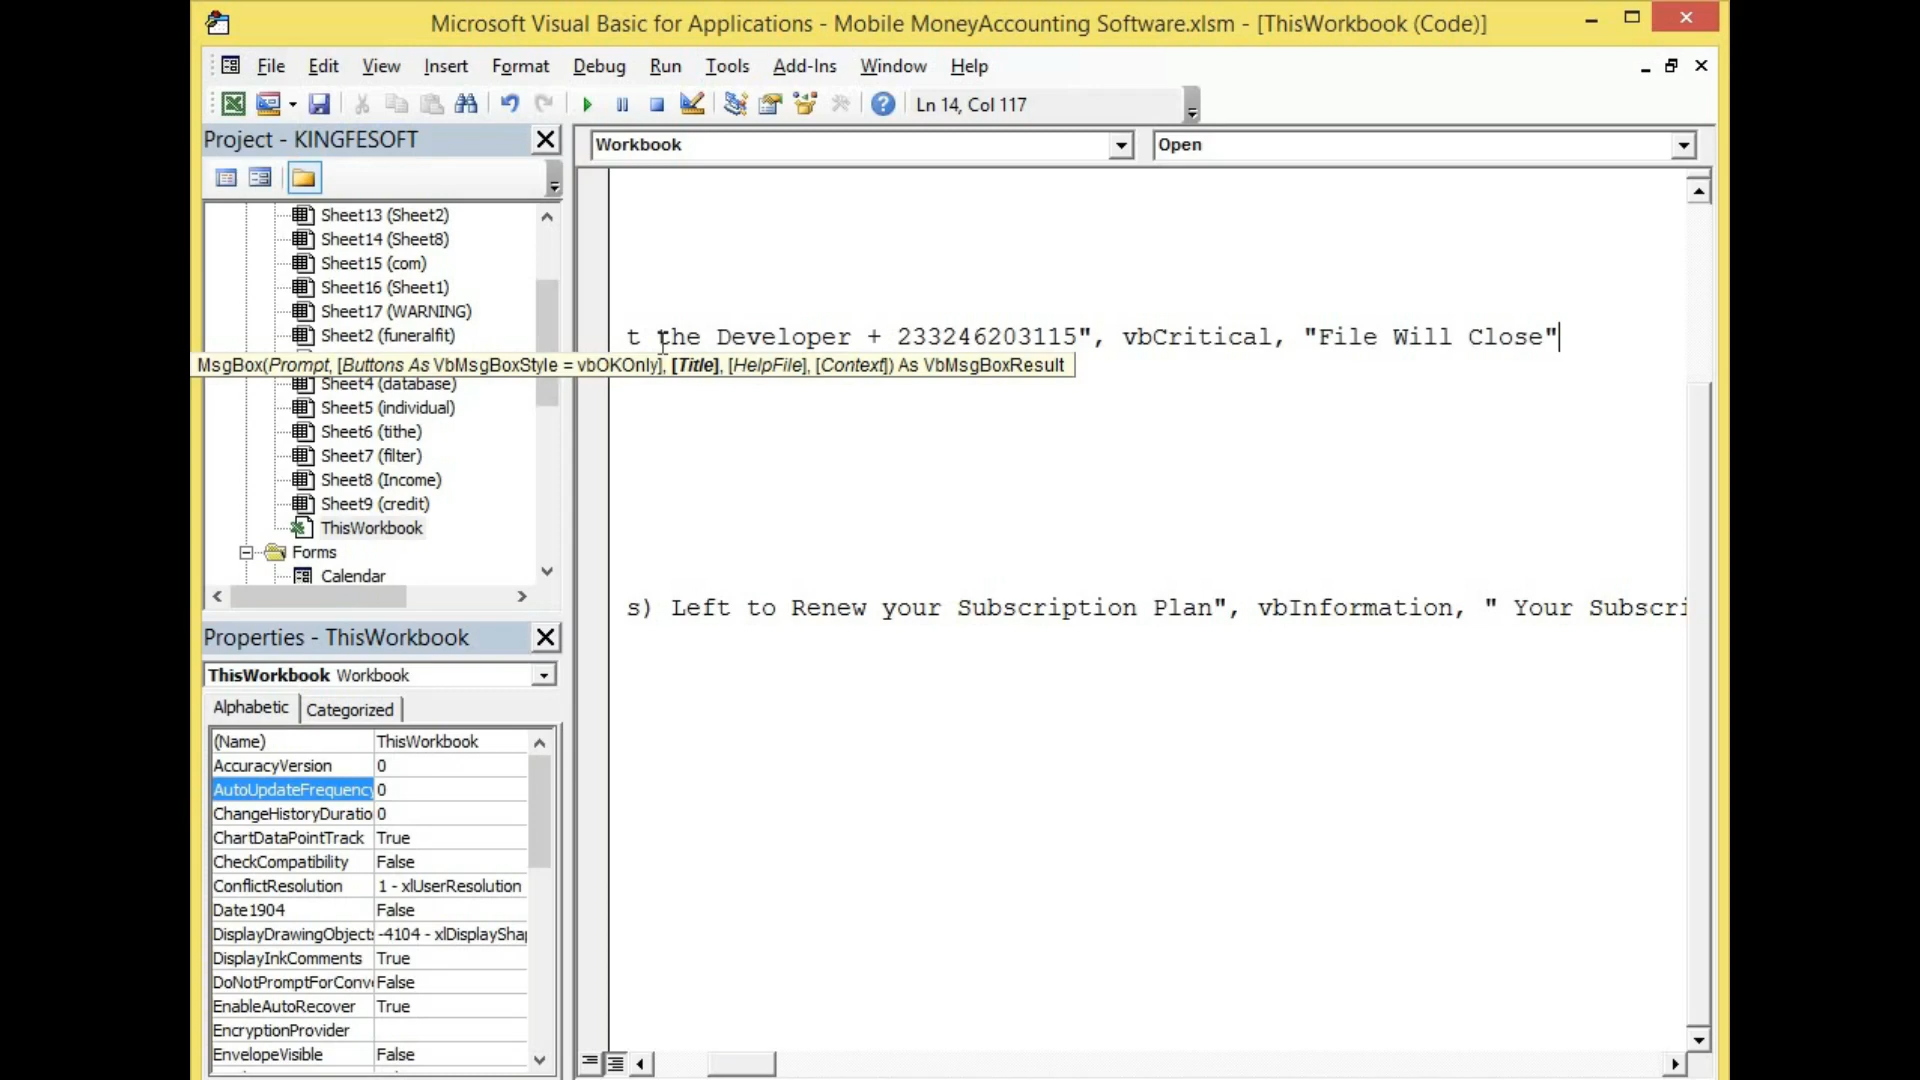 Microsoft Visual Basic for Applications - Mobile MoneyAccounting Software.xlsm - [ThisWorkbook (Code)]
File Edit View Insert Format Debug Run Tools Add-Ins Window Help
Ln 14, Col 117
Project - KINGFESOFT
Workbook
Open
Sheet13 (Sheet2)
Sheet14 (Sheet8)
Sheet15 (com)
Sheet16 (Sheet1)
Sheet17 (WARNING)
Sheet2 (funeralfit)
t the Developer + 233246203115", vbCritical, "File Will Close"
MsgBox(Prompt, [Buttons As VbMsgBoxStyle = vbOKOnly], [Title], [HelpFile], [Context]) As VbMsgBoxResult
Sheet4 (database)
Sheet5 (individual)
Sheet6 (tithe)
Sheet7 (filter)
Sheet8 (Income)
Sheet9 (credit)
ThisWorkbook
Forms
Calendar
s) Left to Renew your Subscription Plan", vbInformation, " Your Subscri
Properties - ThisWorkbook
ThisWorkbook Workbook
Alphabetic Categorized
(Name) ThisWorkbook
AccuracyVersion 0
AutoUpdateFrequency 0
ChangeHistoryDuratio 0
ChartDataPointTrack True
CheckCompatibility False
ConflictResolution 1 - xlUserResolution
Date1904 False
DisplayDrawingObject: -4104 - xlDisplayShap
DisplayInkComments True
DoNotPromptForConv False
EnableAutoRecover True
EncryptionProvider
EnvelopeVisible False